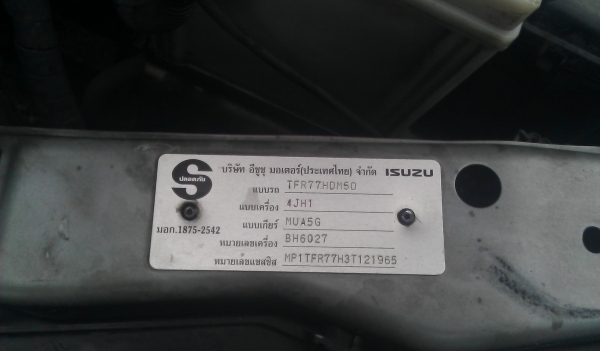 บริษัท อีซูซุ มอเตอร์(ประเทศไทย) จำกัด ISUZU
S
ปลอดภัย
แบบรถ TFR77HDM50
แบบเครื่อง 4JH1
แบบเกียร์ MUA5G
มอก.1875-2542
หมายเลขเครื่อง BH6027
หมายเลขแชสซิส MP1TFR77H3T121965